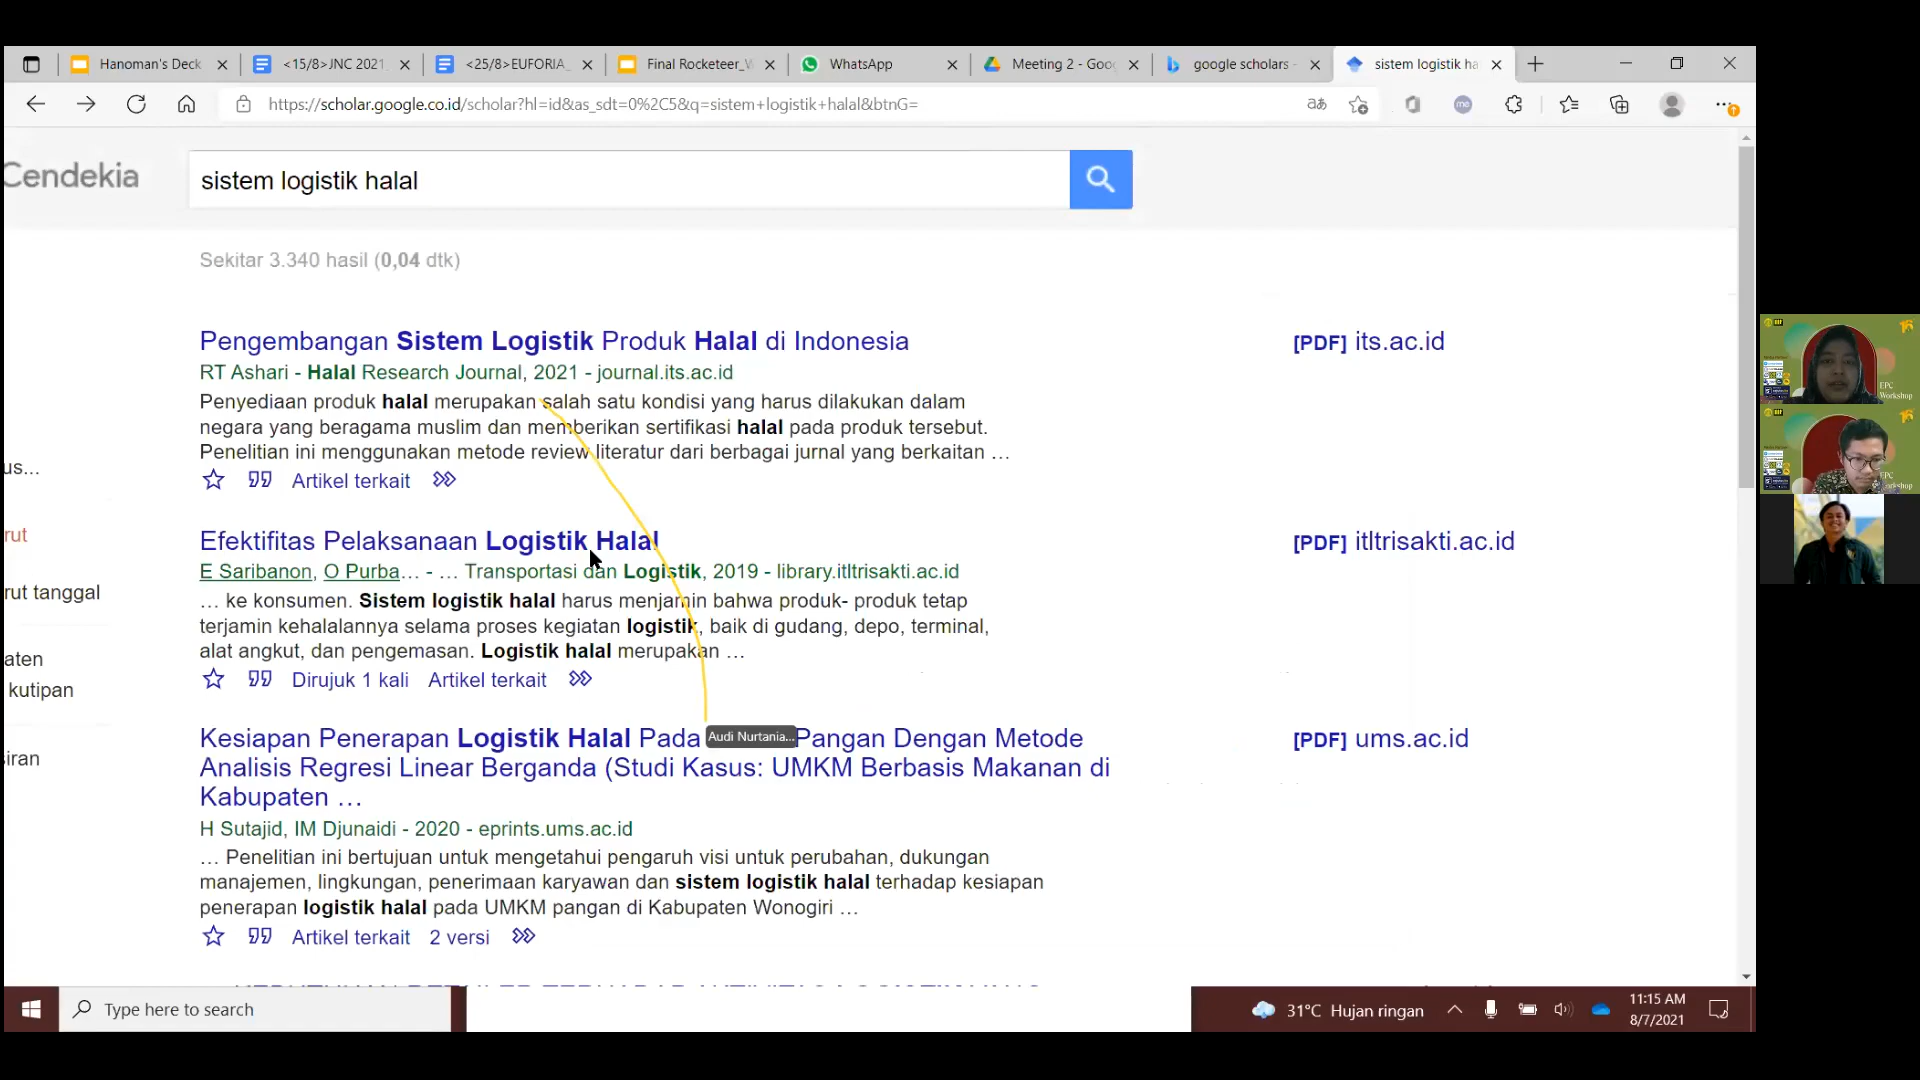 Hanoman's Deck
<15/8>JNC 2021
<25/8>EUFORIA_
Final Rocketeer_V
WhatsApp
Meeting 2 - Goo
google scholars -
sistem logistik ha
https://scholar.google.co.id/scholar?hl=id&as_sdt=0%2C5&q=sistem+logistik+halal&btnG=
Cendekia
sistem logistik halal
Sekitar 3.340 hasil (0,04 dtk)
Pengembangan Sistem Logistik Produk Halal di Indonesia
[PDF] its.ac.id
RT Ashari - Halal Research Journal, 2021 - journal.its.ac.id
Penyediaan produk halal merupakan salah satu kondisi yang harus dilakukan dalam
negara yang beragama muslim dan memberikan sertifikasi halal pada produk tersebut.
Penelitian ini menggunakan metode review literatur dari berbagai jurnal yang berkaitan …
Artikel terkait
us...
rut
rut tanggal
aten
kutipan
iran
Efektifitas Pelaksanaan Logistik Halal
[PDF] itltrisakti.ac.id
E Saribanon, O Purba… - … Transportasi dan Logistik, 2019 - library.itltrisakti.ac.id
… ke konsumen. Sistem logistik halal harus menjamin bahwa produk- produk tetap
terjamin kehalalannya selama proses kegiatan logistik, baik di gudang, depo, terminal,
alat angkut, dan pengemasan. Logistik halal merupakan …
Dirujuk 1 kali Artikel terkait
Kesiapan Penerapan Logistik Halal Pada Pangan Dengan Metode
Audi Nurtania...
Analisis Regresi Linear Berganda (Studi Kasus: UMKM Berbasis Makanan di
Kabupaten …
[PDF] ums.ac.id
H Sutajid, IM Djunaidi - 2020 - eprints.ums.ac.id
… Penelitian ini bertujuan untuk mengetahui pengaruh visi untuk perubahan, dukungan
manajemen, lingkungan, penerimaan karyawan dan sistem logistik halal terhadap kesiapan
penerapan logistik halal pada UMKM pangan di Kabupaten Wonogiri …
Artikel terkait 2 versi
EPC
Workshop
EPC
Workshop
Type here to search
31°C Hujan ringan
11:15 AM
8/7/2021